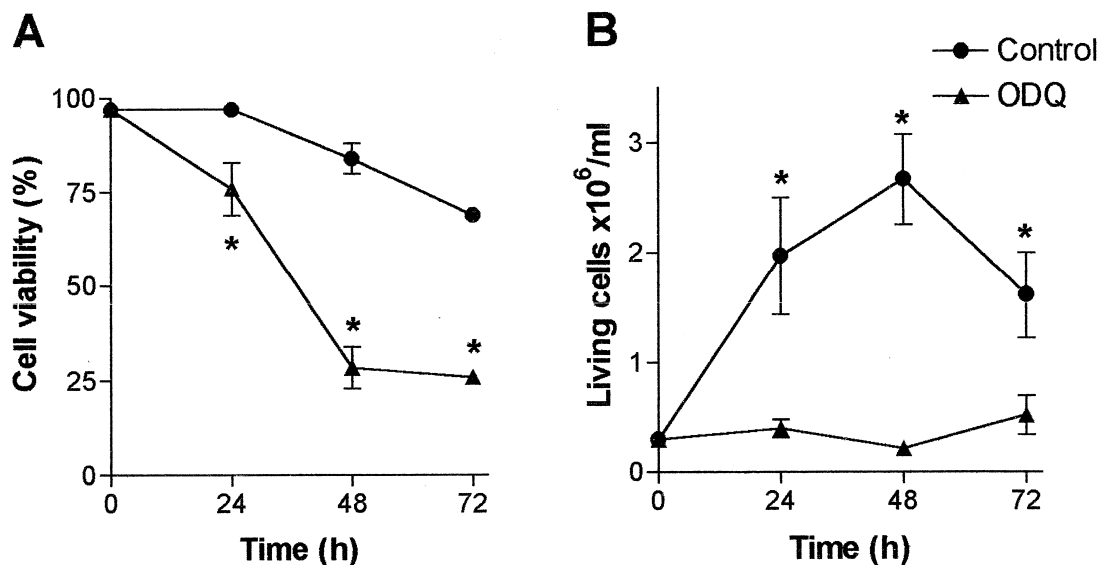 A
Cell viability (%)
100
75
50
25
0
*
*
*
0 24 48 72
Time (h)
B
Control
ODQ
Living cells x10⁶/ml
3
2
1
0
*
*
*
0 24 48 72
Time (h)